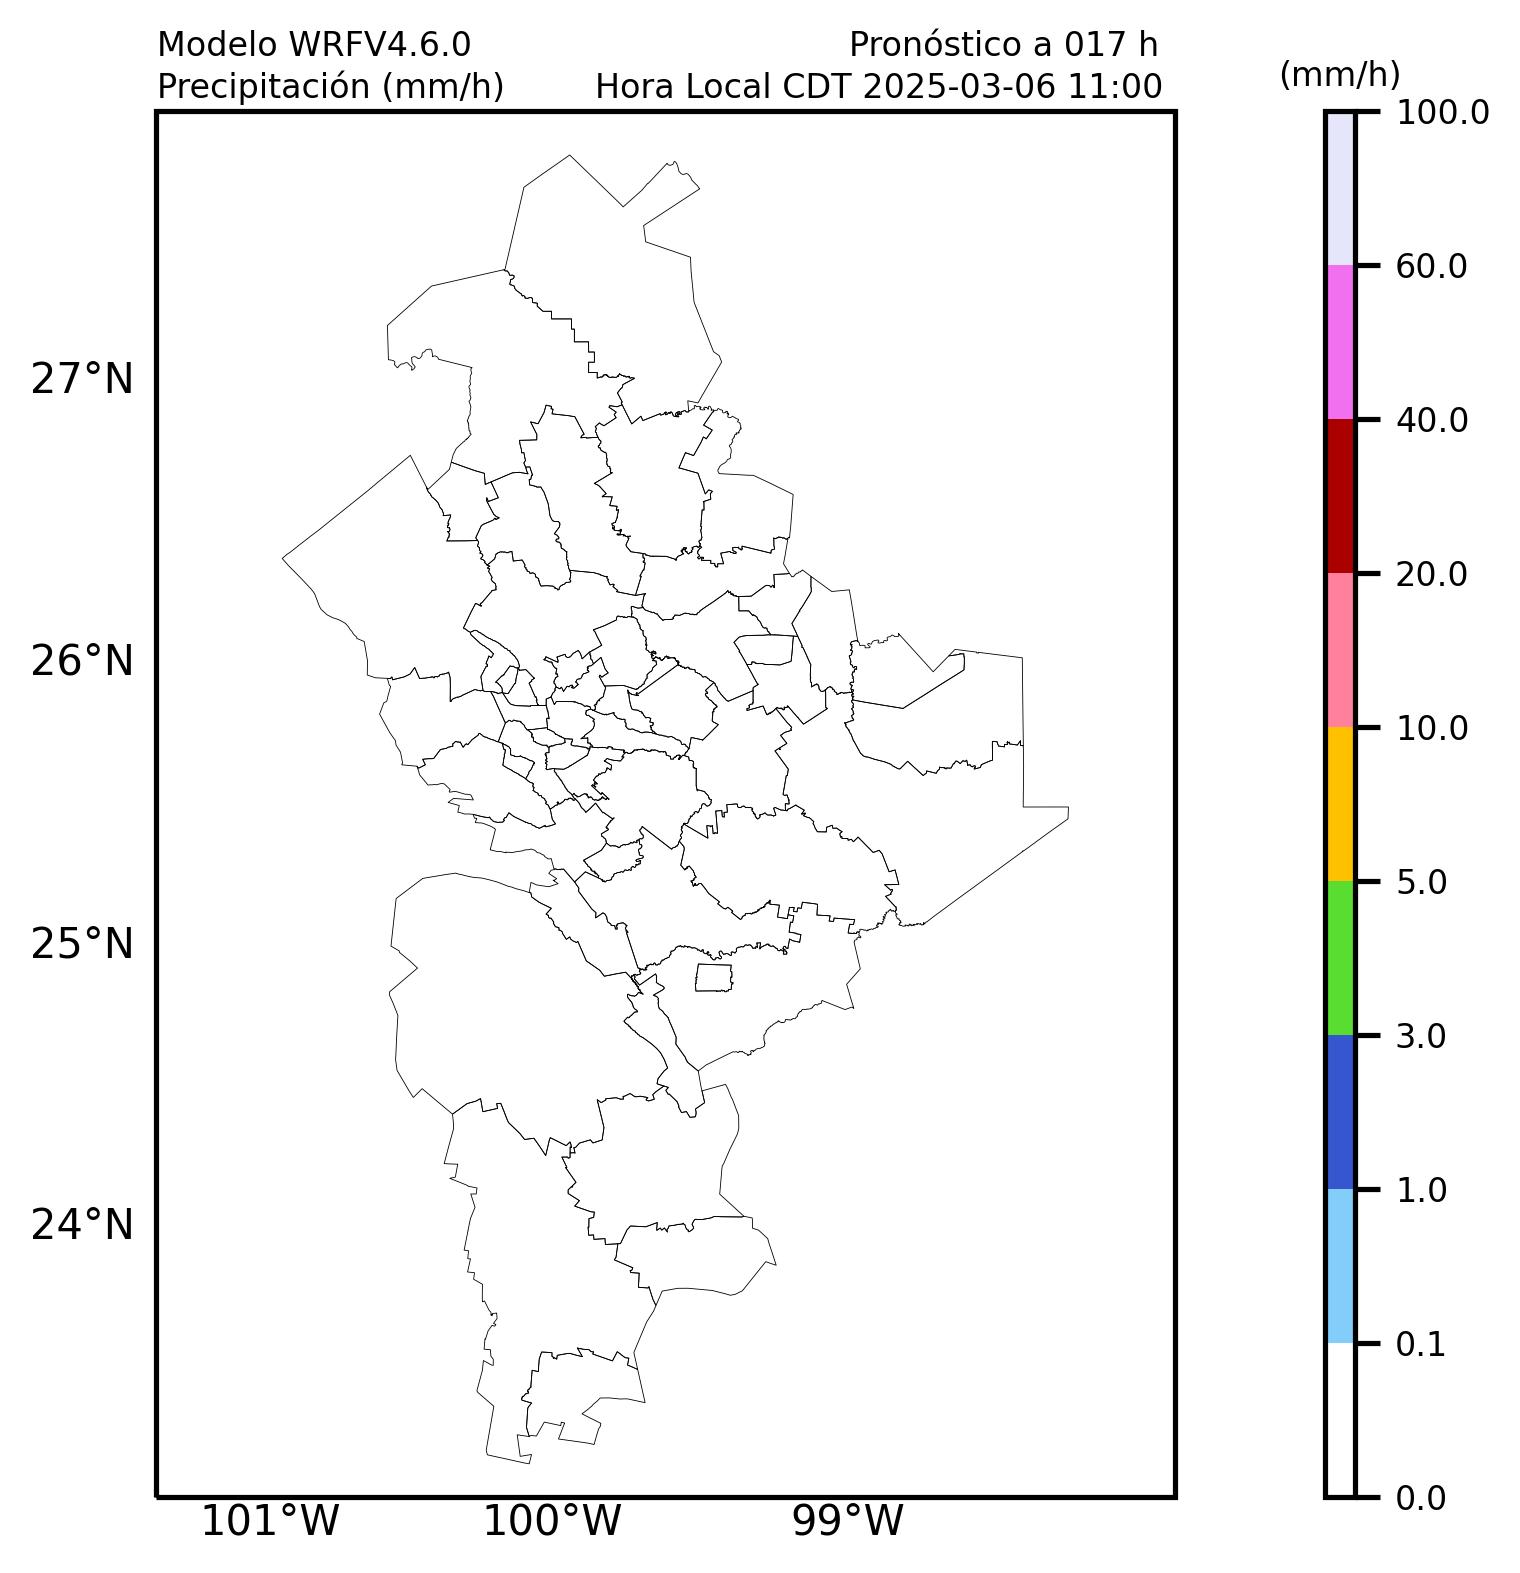 Modelo WRFV4.6.0
Pronóstico a 017 h
Precipitación (mm/h)
Hora Local CDT 2025-03-06 11:00
(mm/h)
100.0
60.0
40.0
20.0
10.0
5.0
3.0
1.0
0.1
0.0
27°N
26°N
25°N
24°N
101°W
100°W
99°W